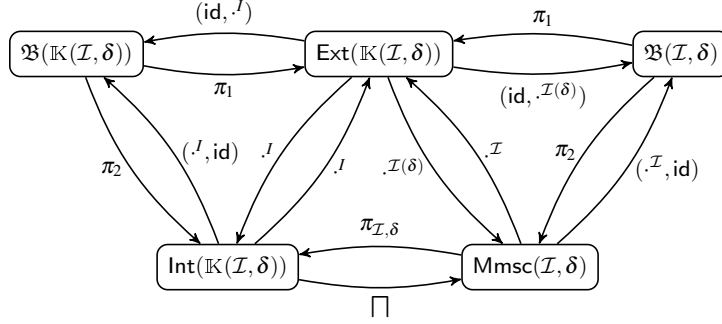 (id, ·ᴵ)
π₁
𝔅(𝕂(ℐ, δ))
Ext(𝕂(ℐ, δ))
𝔅(ℐ, δ)
π₁
(id, ·^{ℐ(δ)})
π₂
(·ᴵ, id)
·ᴵ
·ᴵ
·^{ℐ(δ)}
·^ℐ
π₂
(·^ℐ, id)
π_{ℐ,δ}
Int(𝕂(ℐ, δ))
Mmsc(ℐ, δ)
∏